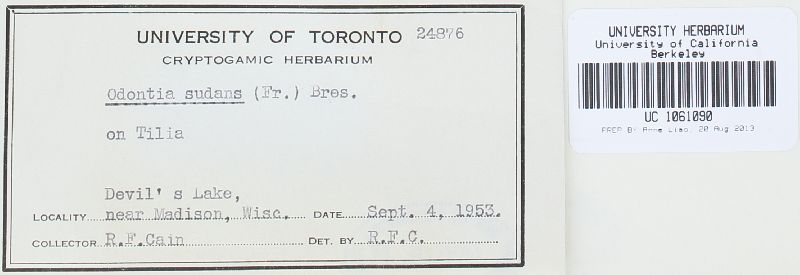 UNIVERSITY OF TORONTO 24876
CRYPTOGAMIC HERBARIUM
Odontia sudans (Fr.) Bres.
on Tilia
Devil's Lake,
LOCALITY near Madison, Wisc. DATE Sept. 4, 1953.
COLLECTOR R.F.Cain DET. BY R.F.C.
UNIVERSITY HERBARIUM
University of California
Berkeley
UC 1061090
PREP BY Anne Liao, 20 Aug 2013